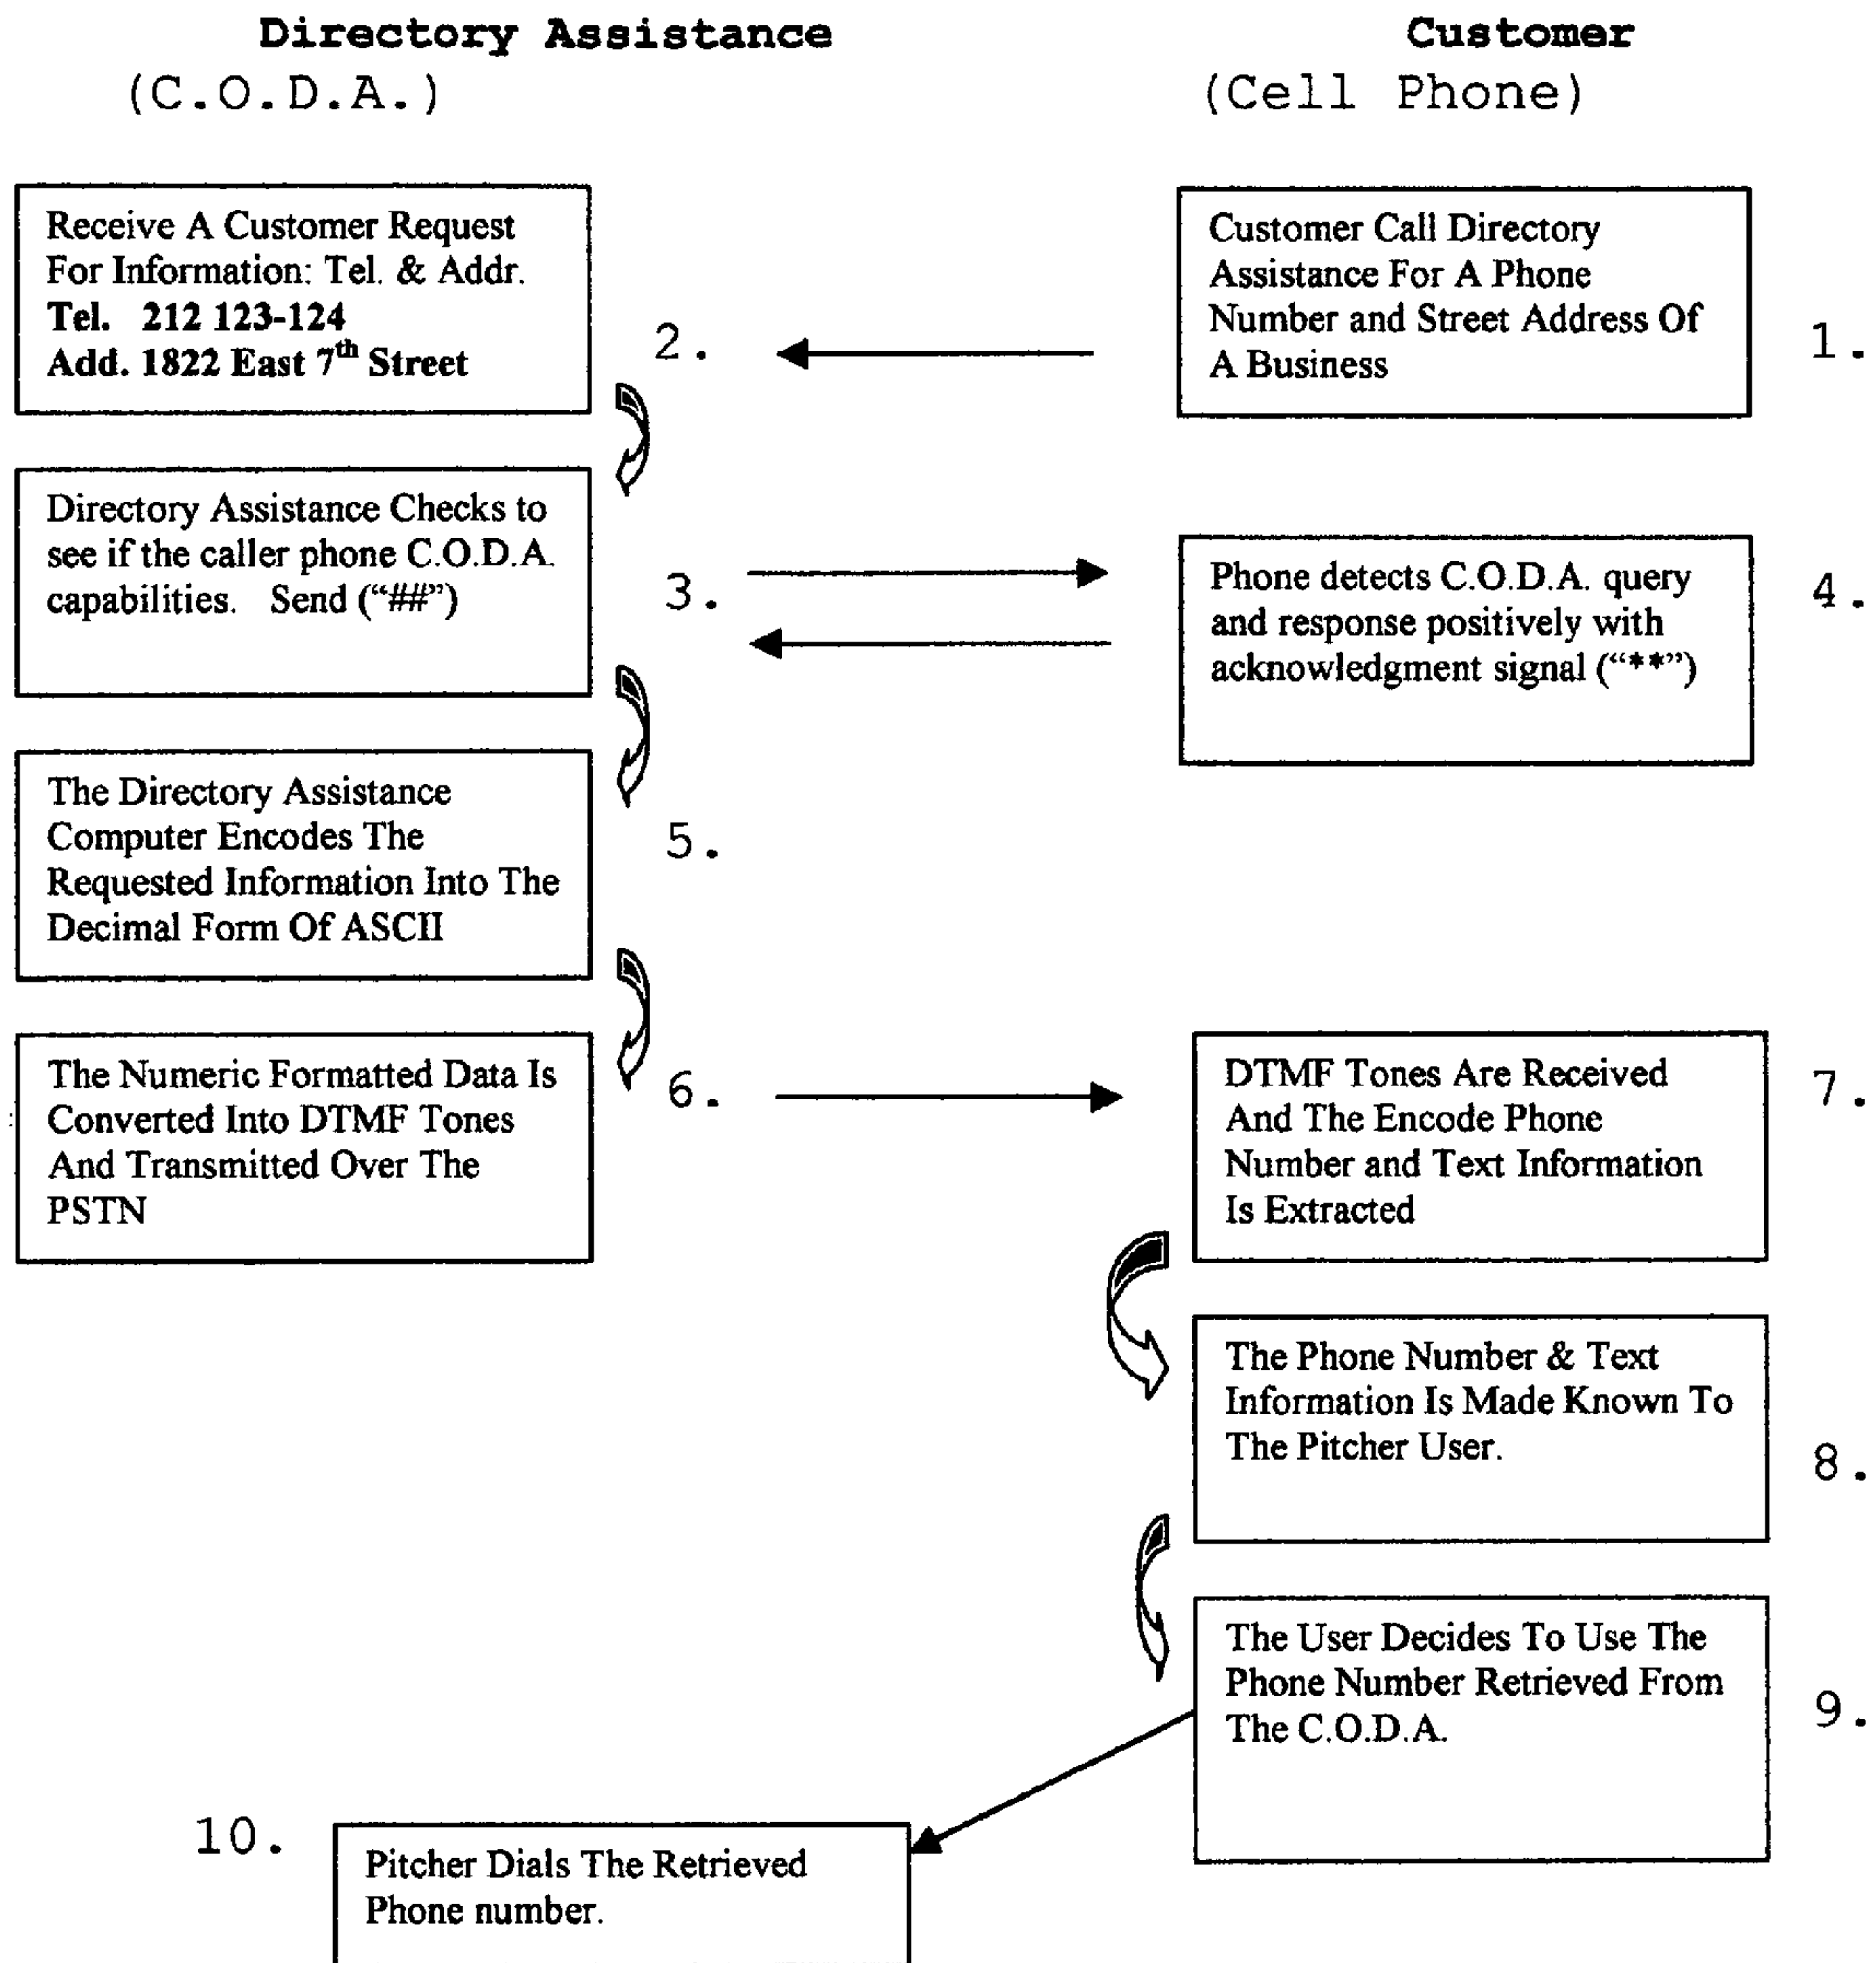 Directory Assistance
(C.O.D.A.)
Customer
(Cell Phone)
Receive A Customer Request
For Information: Tel. & Addr.
Tel. 212 123-124
Add. 1822 East 7th Street
2.
Customer Call Directory
Assistance For A Phone
Number and Street Address Of
A Business
1.
Directory Assistance Checks to
see if the caller phone C.O.D.A.
capabilities. Send (“##”)
3.
Phone detects C.O.D.A. query
and response positively with
acknowledgment signal (“**”)
4.
The Directory Assistance
Computer Encodes The
Requested Information Into The
Decimal Form Of ASCII
5.
The Numeric Formatted Data Is
Converted Into DTMF Tones
And Transmitted Over The
PSTN
6.
DTMF Tones Are Received
And The Encode Phone
Number and Text Information
Is Extracted
7.
The Phone Number & Text
Information Is Made Known To
The Pitcher User.
8.
The User Decides To Use The
Phone Number Retrieved From
The C.O.D.A.
9.
10.
Pitcher Dials The Retrieved
Phone number.